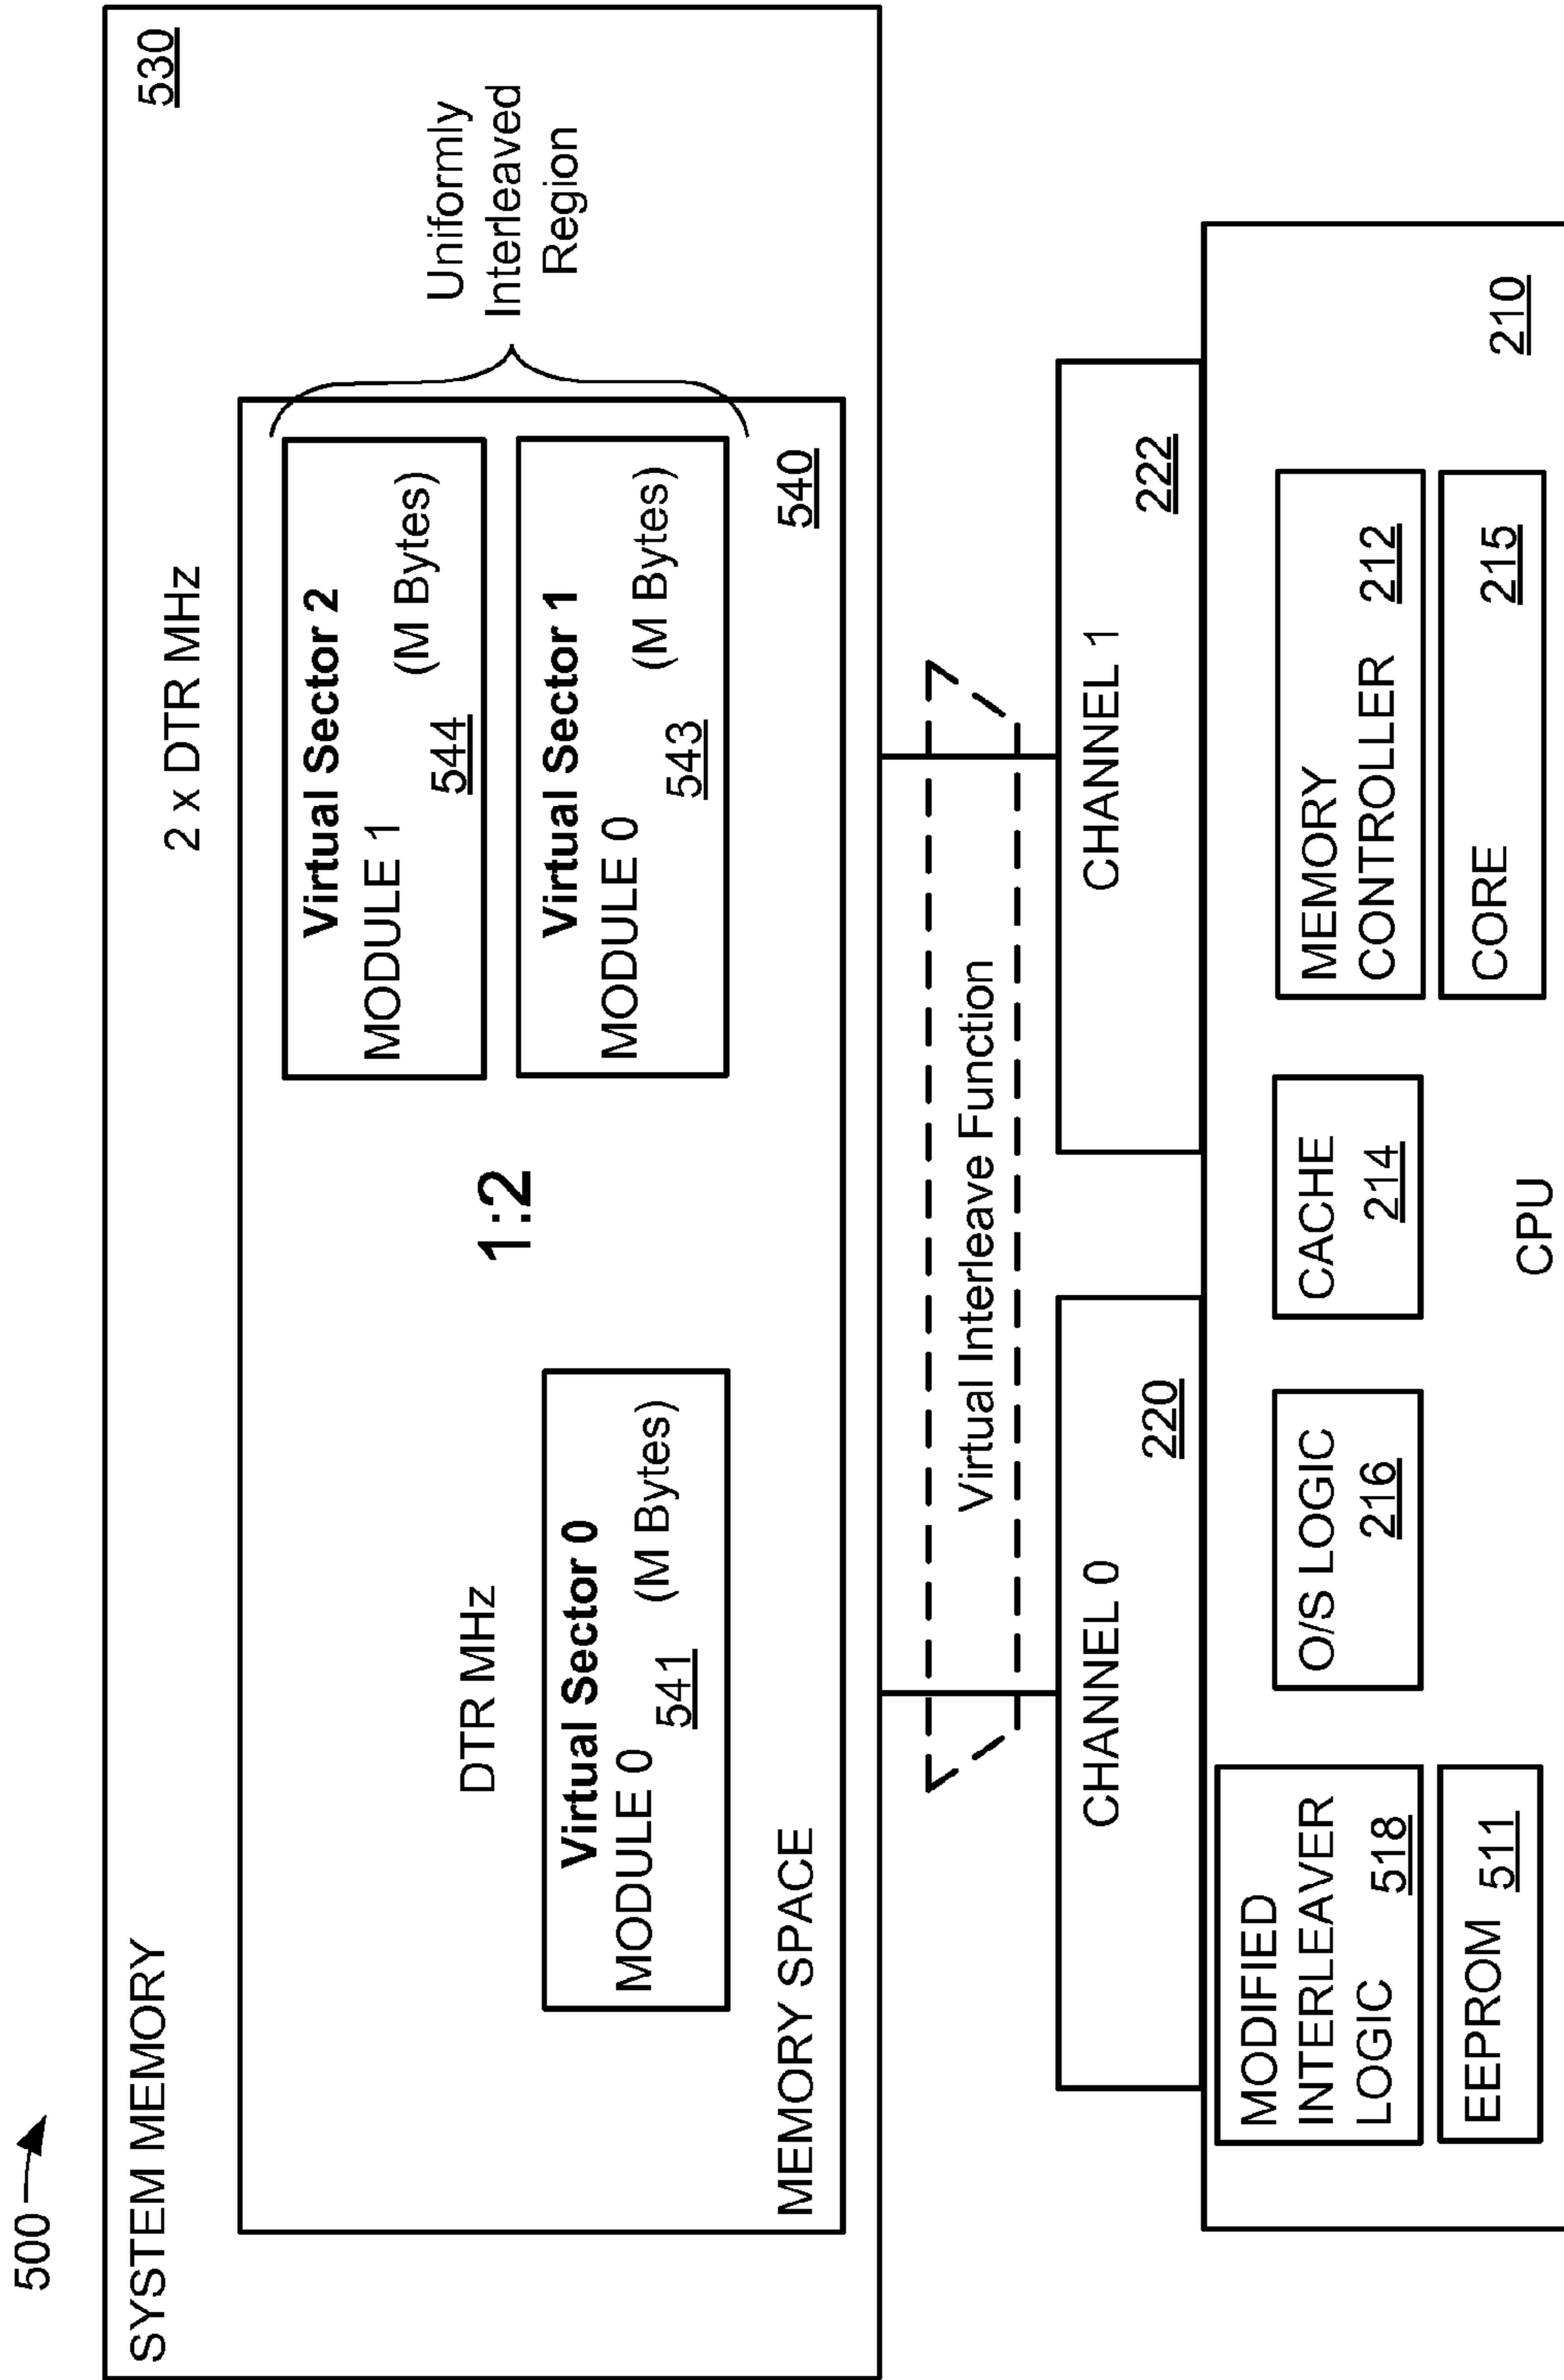 500
SYSTEM MEMORY
530
2 x DTR MHz
DTR MHz
Virtual Sector 0
MODULE 0
541
(M Bytes)
1:2
Virtual Sector 2
MODULE 1
(M Bytes)
544
Virtual Sector 1
MODULE 0
(M Bytes)
543
Uniformly
Interleaved
Region
MEMORY SPACE
540
Virtual Interleave Function
CHANNEL 0
220
CHANNEL 1
222
MODIFIED
INTERLEAVER
LOGIC 518
EEPROM 511
O/S LOGIC
216
CACHE
214
MEMORY
CONTROLLER 212
CORE 215
CPU
210